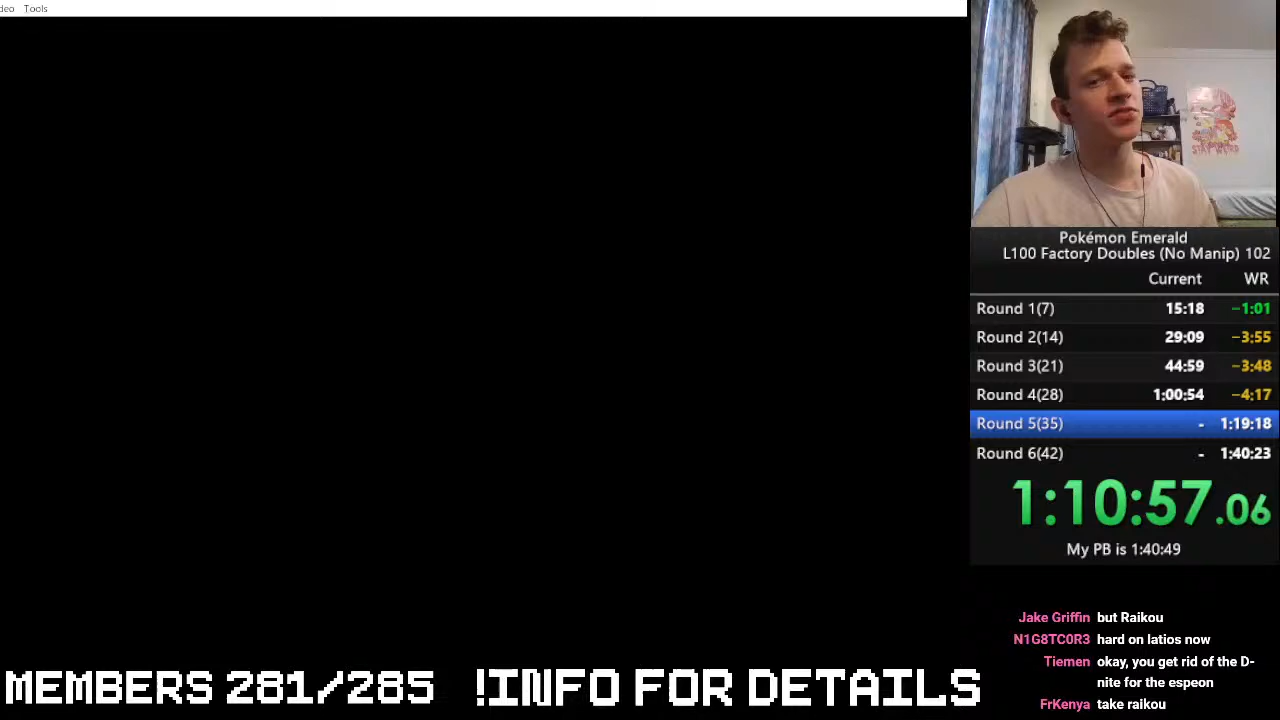 deo Tools
Pokémon Emerald
L100 Factory Doubles (No Manip) 102
Current WR
Round 1(7) 15:18 −1:01
Round 2(14) 29:09 −3:55
Round 3(21) 44:59 −3:48
Round 4(28) 1:00:54 −4:17
Round 5(35) - 1:19:18
Round 6(42) - 1:40:23
1:10:57.06
My PB is 1:40:49
Jake Griffin but Raikou
N1G8TC0R3 hard on latios now
Tiemen okay, you get rid of the D-
nite for the espeon
FrKenya take raikou
MEMBERS 281/285 !INFO FOR DETAILS
STAY WEIRD